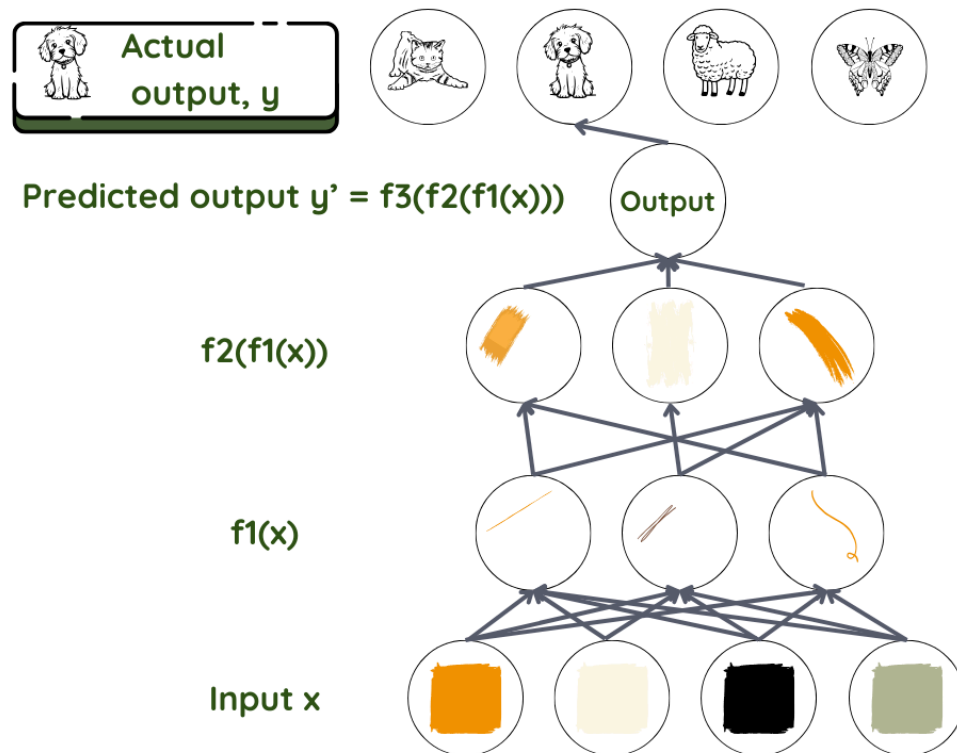 Actual
output, y
Predicted output y’ = f3(f2(f1(x)))
Output
f2(f1(x))
f1(x)
Input x